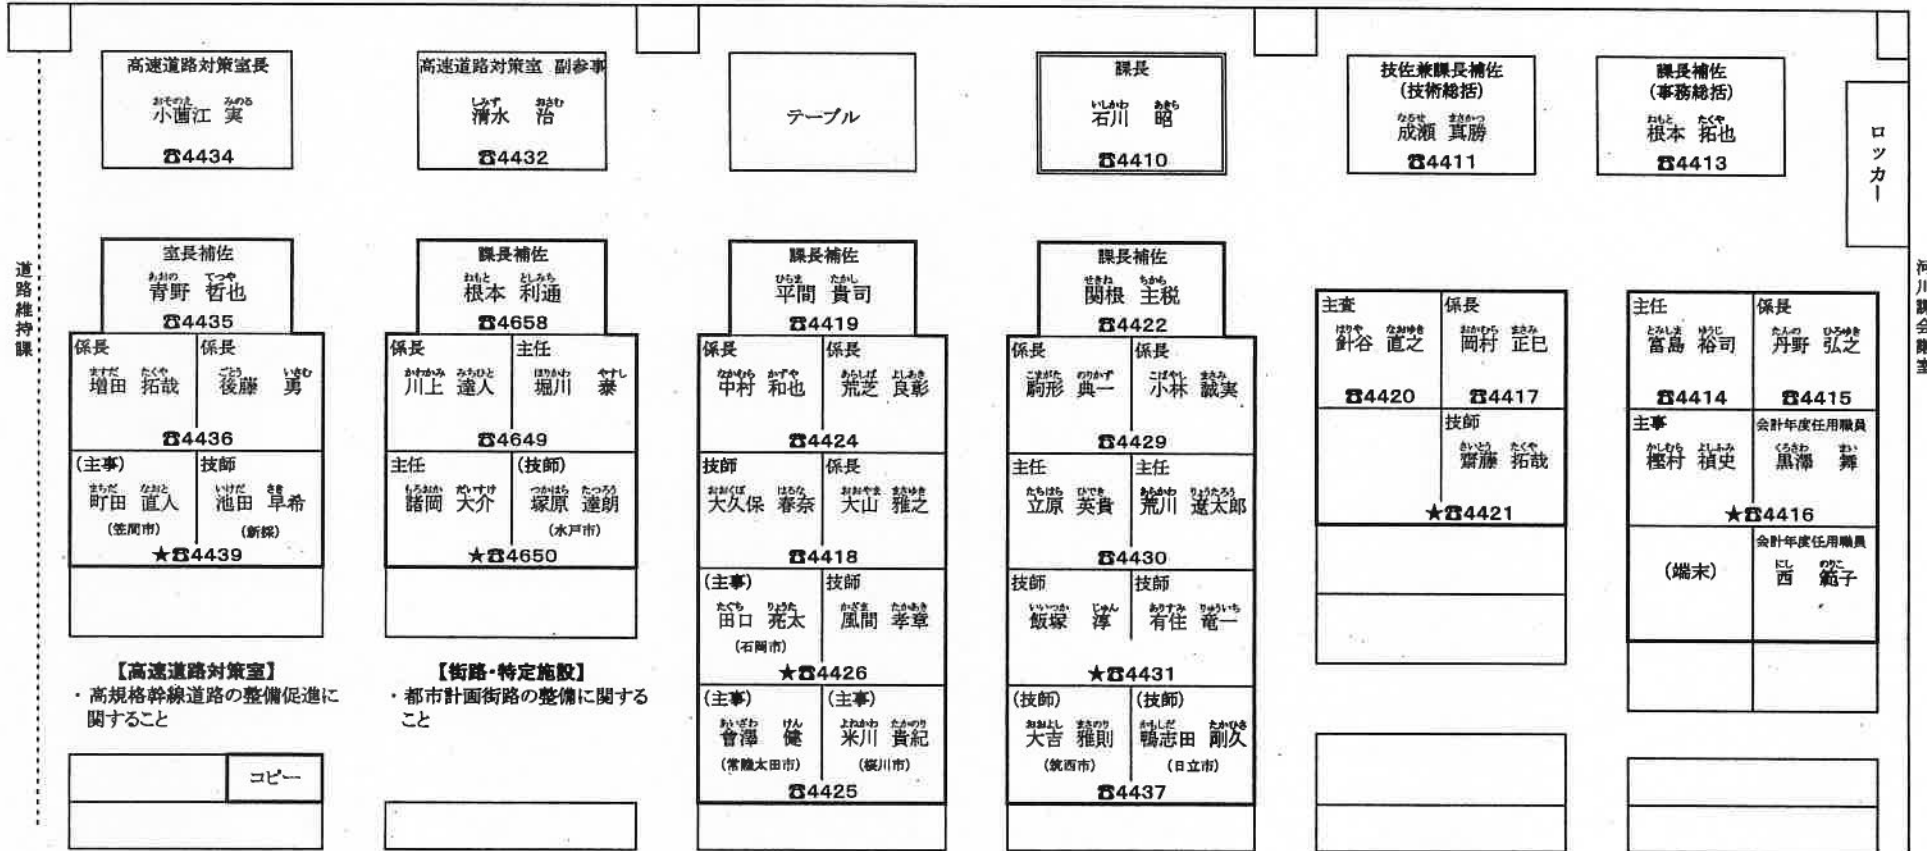 高速道路対策室長
おぞのえ みのる
小薗江 実
☎4434
高速道路対策室 副参事
しみず おさむ
清水 治
☎4432
テーブル
課長
いしかわ あきら
石川 昭
☎4410
技佐兼課長補佐
(技術総括)
なるせ まさかつ
成瀬 真勝
☎4411
課長補佐
(事務総括)
ねもと たくや
根本 拓也
☎4413
ロッカー
道路維持課
河川課会議室
室長補佐
あおの てつや
青野 哲也
☎4435
係長
ますだ たくや
増田 拓哉
係長
ごとう いさむ
後藤 勇
☎4436
(主事)
まちだ なおと
町田 直人
(笠間市)
技師
いけだ さき
池田 早希
(新採)
★☎4439
【高速道路対策室】
・高規格幹線道路の整備促進に
関すること
コピー
課長補佐
ねもと としみち
根本 利通
☎4658
係長
かわかみ みちひと
川上 達人
主任
ほりかわ やすし
堀川 泰
☎4649
主任
もろおか だいすけ
諸岡 大介
(技師)
つかはら たつろう
塚原 達朗
(水戸市)
★☎4650
【街路・特定施設】
・都市計画街路の整備に関する
こと
課長補佐
ひらま たかし
平間 貴司
☎4419
係長
なかむら かずや
中村 和也
係長
あらしば よしあき
荒芝 良彰
☎4424
技師
おおくぼ はるな
大久保 春奈
係長
おおやま まさゆき
大山 雅之
☎4418
(主事)
たぐち りょうた
田口 亮太
(石岡市)
技師
かざま たかあき
風間 孝章
★☎4426
(主事)
あいざわ けん
會澤 健
(常陸太田市)
(主事)
よねかわ たかのり
米川 貴紀
(桜川市)
☎4425
課長補佐
せきね ちから
関根 主税
☎4422
係長
こまがた のりかず
駒形 典一
係長
こばやし まさみ
小林 誠実
☎4429
主任
たちはら ひでき
立原 英貴
主任
あらかわ りょうたろう
荒川 遼太郎
☎4430
技師
いいつか じゅん
飯塚 淳
技師
ありすみ りゅういち
有住 竜一
★☎4431
(技師)
おおよし まさのり
大吉 雅則
(筑西市)
(技師)
かもしだ たかひさ
鴨志田 剛久
(日立市)
☎4437
主査
はりや なおゆき
針谷 直之
☎4420
係長
おかむら まさみ
岡村 正巳
☎4417
技師
さいとう たくや
齋藤 拓哉
★☎4421
主任
とみしま ゆうじ
富島 裕司
☎4414
係長
たんの ひろゆき
丹野 弘之
☎4415
主事
かしむら よしふみ
樫村 禎史
会計年度任用職員
くろさわ まい
黒澤 舞
★☎4416
(端末)
会計年度任用職員
にし のりこ
西 範子